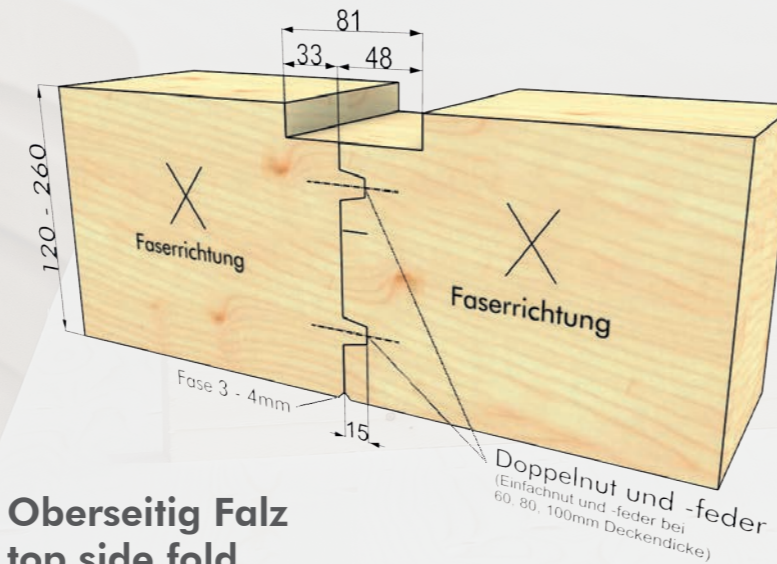 81
33 48
120 - 260
Faserrichtung
Faserrichtung
Fase 3 - 4mm
15
Doppelnut und -feder
(Einfachnut und -feder bei
60, 80, 100mm Deckendicke)
Oberseitig Falz
top side fold